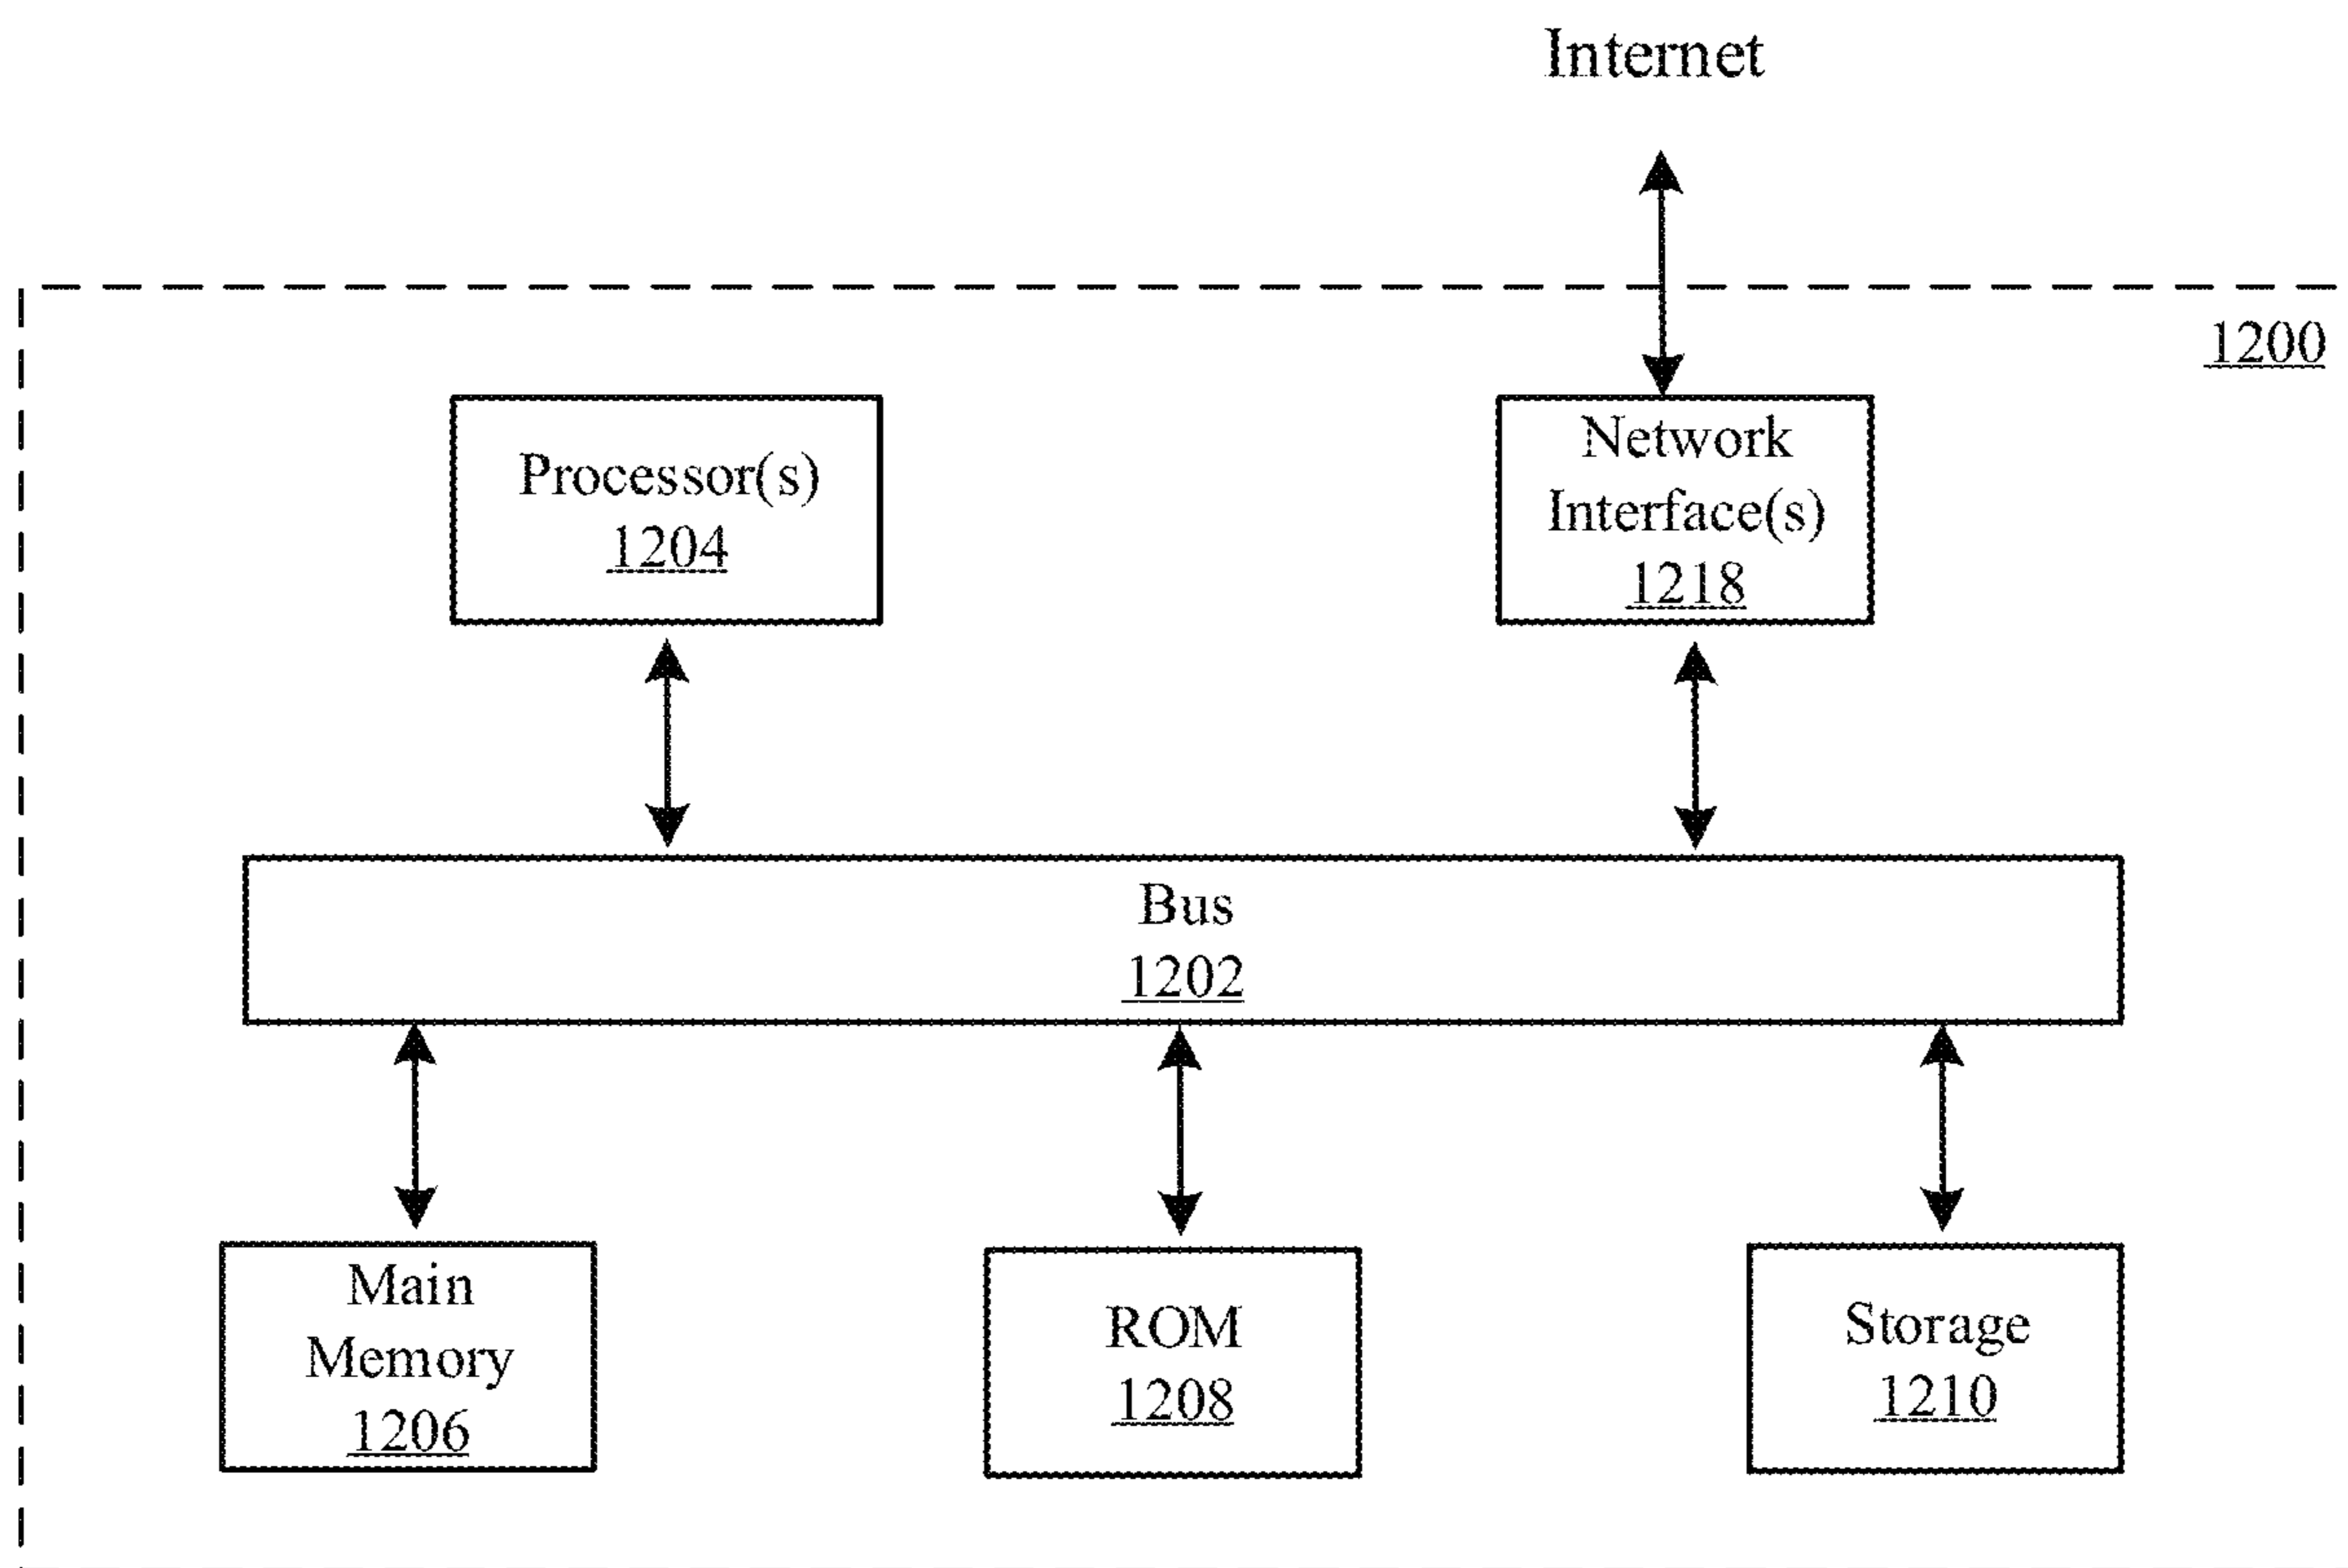 Internet
1200
Processor(s)
1204
Network
Interface(s)
1218
Bus
1202
Main
Memory
1206
ROM
1208
Storage
1210